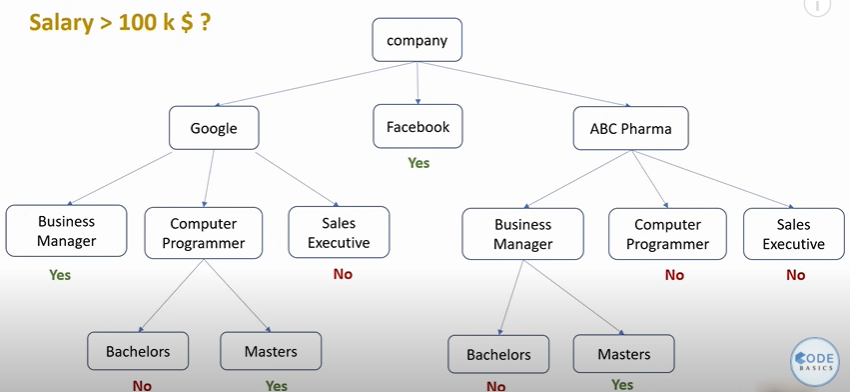 Salary > 100 k $ ?
company
Google
Facebook
ABC Pharma
Yes
Business
Manager
Computer
Programmer
Sales
Executive
Business
Manager
Computer
Programmer
Sales
Executive
Yes
No
No
No
Bachelors
Masters
Bachelors
Masters
No
Yes
No
Yes
CODE
BASICS